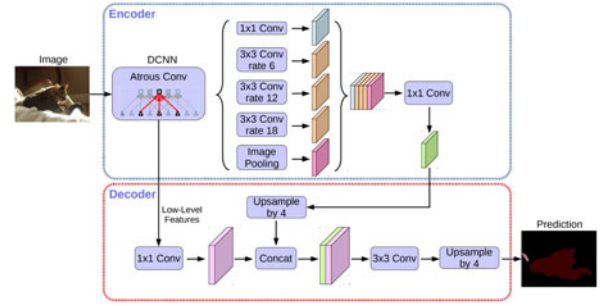 Encoder
Image
DCNN
Atrous Conv
1x1 Conv
3x3 Conv
rate 6
3x3 Conv
rate 12
3x3 Conv
rate 18
Image
Pooling
1x1 Conv
Decoder
Low-Level
Features
Upsample
by 4
1x1 Conv
Concat
3x3 Conv
Upsample
by 4
Prediction